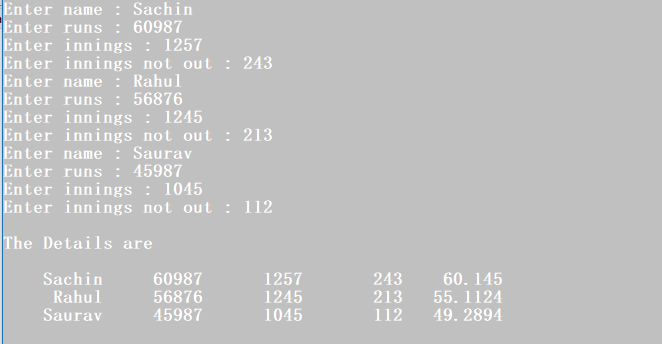 Enter name : Sachin
Enter runs : 60987
Enter innings : 1257
Enter innings not out : 243
Enter name : Rahul
Enter runs : 56876
Enter innings : 1245
Enter innings not out : 213
Enter name : Saurav
Enter runs : 45987
Enter innings : 1045
Enter innings not out : 112
The Details are
Sachin 60987 1257 243 60.145
Rahul 56876 1245 213 55.1124
Saurav 45987 1045 112 49.2894